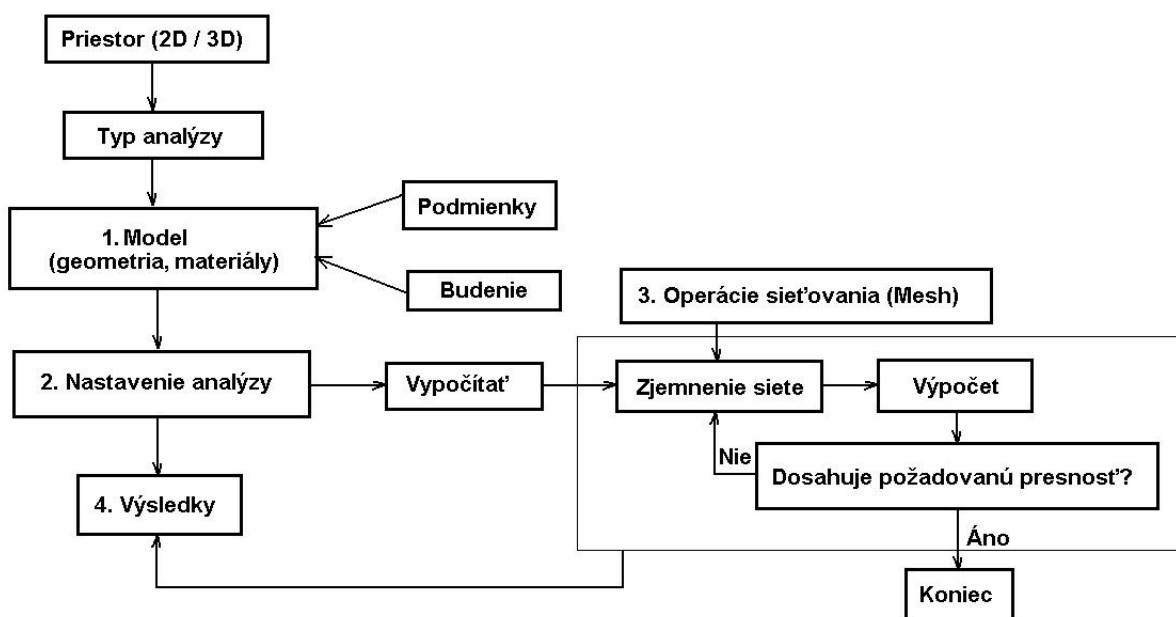 Priestor (2D / 3D)
Typ analýzy
1. Model
(geometria, materiály)
Podmienky
Budenie
2. Nastavenie analýzy
Vypočítať
3. Operácie sieťovania (Mesh)
Zjemnenie siete
Výpočet
Nie
Dosahuje požadovanú presnosť?
4. Výsledky
Áno
Koniec